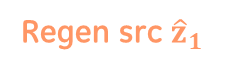 Regen src ẑ₁